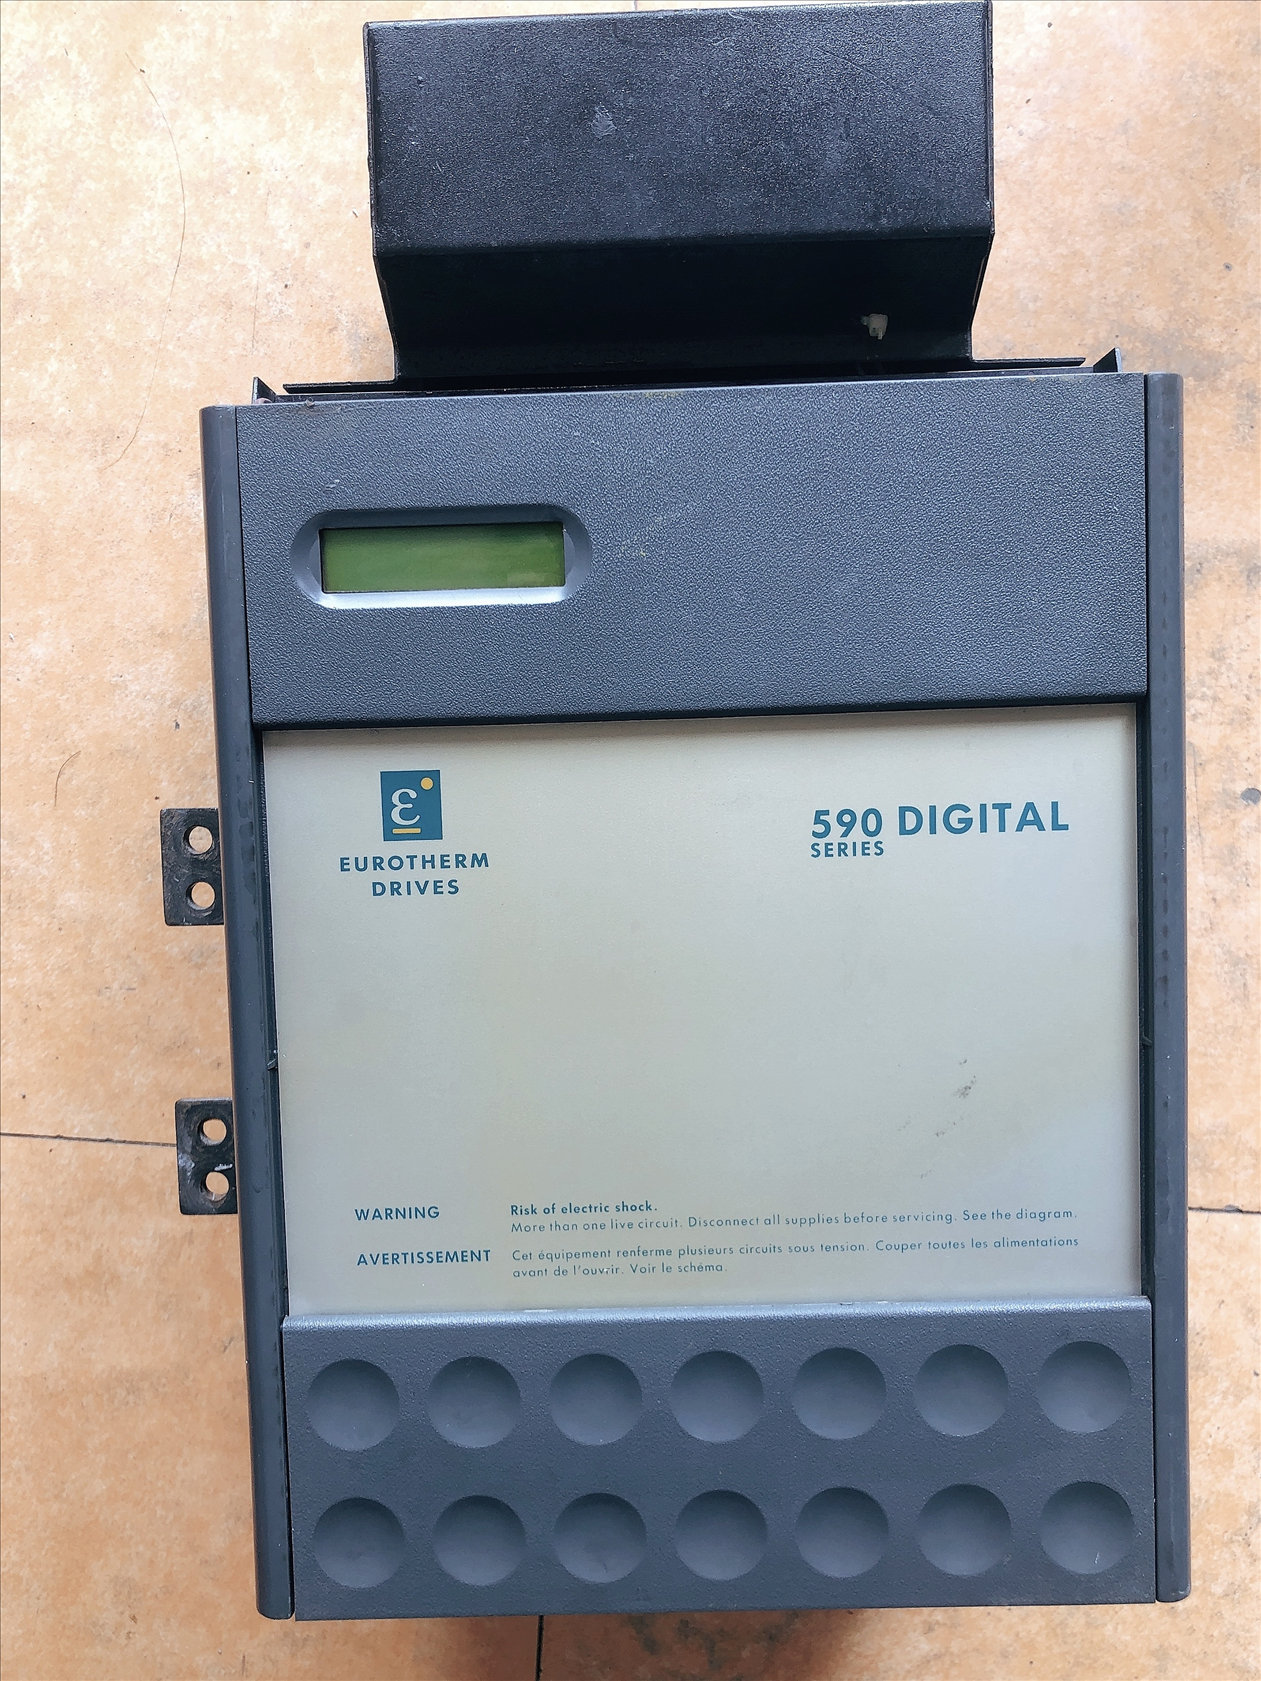 ε
EUROTHERM
DRIVES
590 DIGITAL
SERIES
WARNING
Risk of electric shock.
More than one live circuit. Disconnect all supplies before servicing. See the diagram.
AVERTISSEMENT
Cet équipement renferme plusieurs circuits sous tension. Couper toutes les alimentations
avant de l'ouvrir. Voir le schéma.